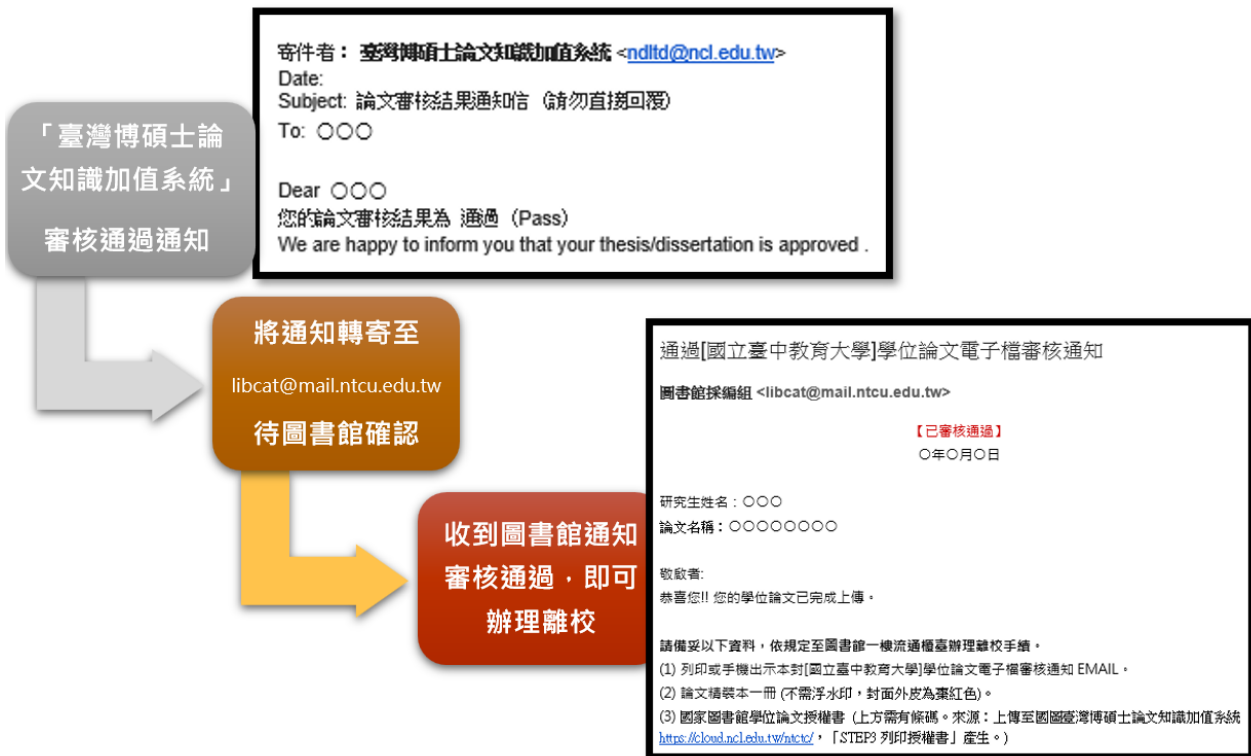 寄件者： 臺灣博碩士論文知識加值系統 <ndltd@ncl.edu.tw>
Date:
Subject: 論文審核結果通知信（請勿直接回覆）
To: ○○○
Dear ○○○
您的論文審核結果為 通過（Pass）
We are happy to inform you that your thesis/dissertation is approved .
「臺灣博碩士論
文知識加值系統」
審核通過通知
將通知轉寄至
libcat@mail.ntcu.edu.tw
待圖書館確認
收到圖書館通知
審核通過，即可
辦理離校
通過[國立臺中教育大學]學位論文電子檔審核通知
圖書館採編組 <libcat@mail.ntcu.edu.tw>
【已審核通過】
○年○月○日
研究生姓名：○○○
論文名稱：○○○○○○○○
敬啟者:
恭喜您!! 您的學位論文已完成上傳。
請備妥以下資料，依規定至圖書館一樓流通櫃臺辦理離校手續。
(1) 列印或手機出示本封[國立臺中教育大學]學位論文電子檔審核通知 EMAIL。
(2) 論文精裝本一冊 (不需浮水印，封面外皮為棗紅色)。
(3) 國家圖書館學位論文授權書 (上方需有條碼。來源：上傳至國圖臺灣博碩士論文知識加值系統
https://cloud.ncl.edu.tw/ntctc/，「STEP3 列印授權書」產生。)